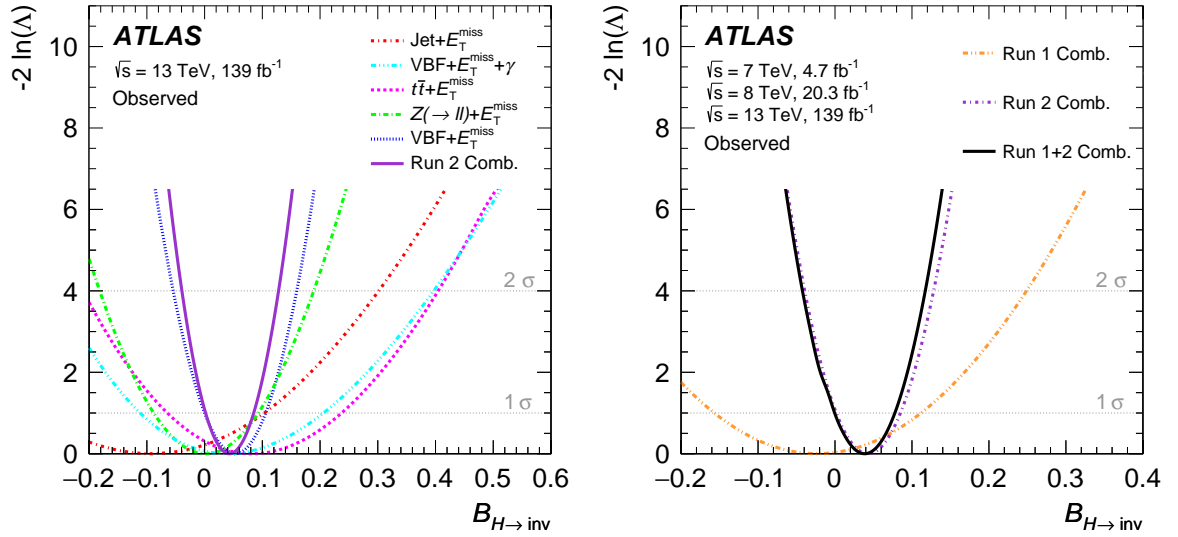 -2 ln(Λ)
10
8
6
4
2
0
ATLAS
√s = 13 TeV, 139 fb⁻¹
Observed
Jet+E_T^miss
VBF+E_T^miss+γ
tt̄+E_T^miss
Z(→ ll)+E_T^miss
VBF+E_T^miss
Run 2 Comb.
2 σ
1 σ
−0.2 −0.1 0 0.1 0.2 0.3 0.4 0.5 0.6
B_H→ inv
-2 ln(Λ)
10
8
6
4
2
0
ATLAS
√s = 7 TeV, 4.7 fb⁻¹
√s = 8 TeV, 20.3 fb⁻¹
√s = 13 TeV, 139 fb⁻¹
Observed
Run 1 Comb.
Run 2 Comb.
Run 1+2 Comb.
2 σ
1 σ
−0.2 −0.1 0 0.1 0.2 0.3 0.4
B_H→ inv